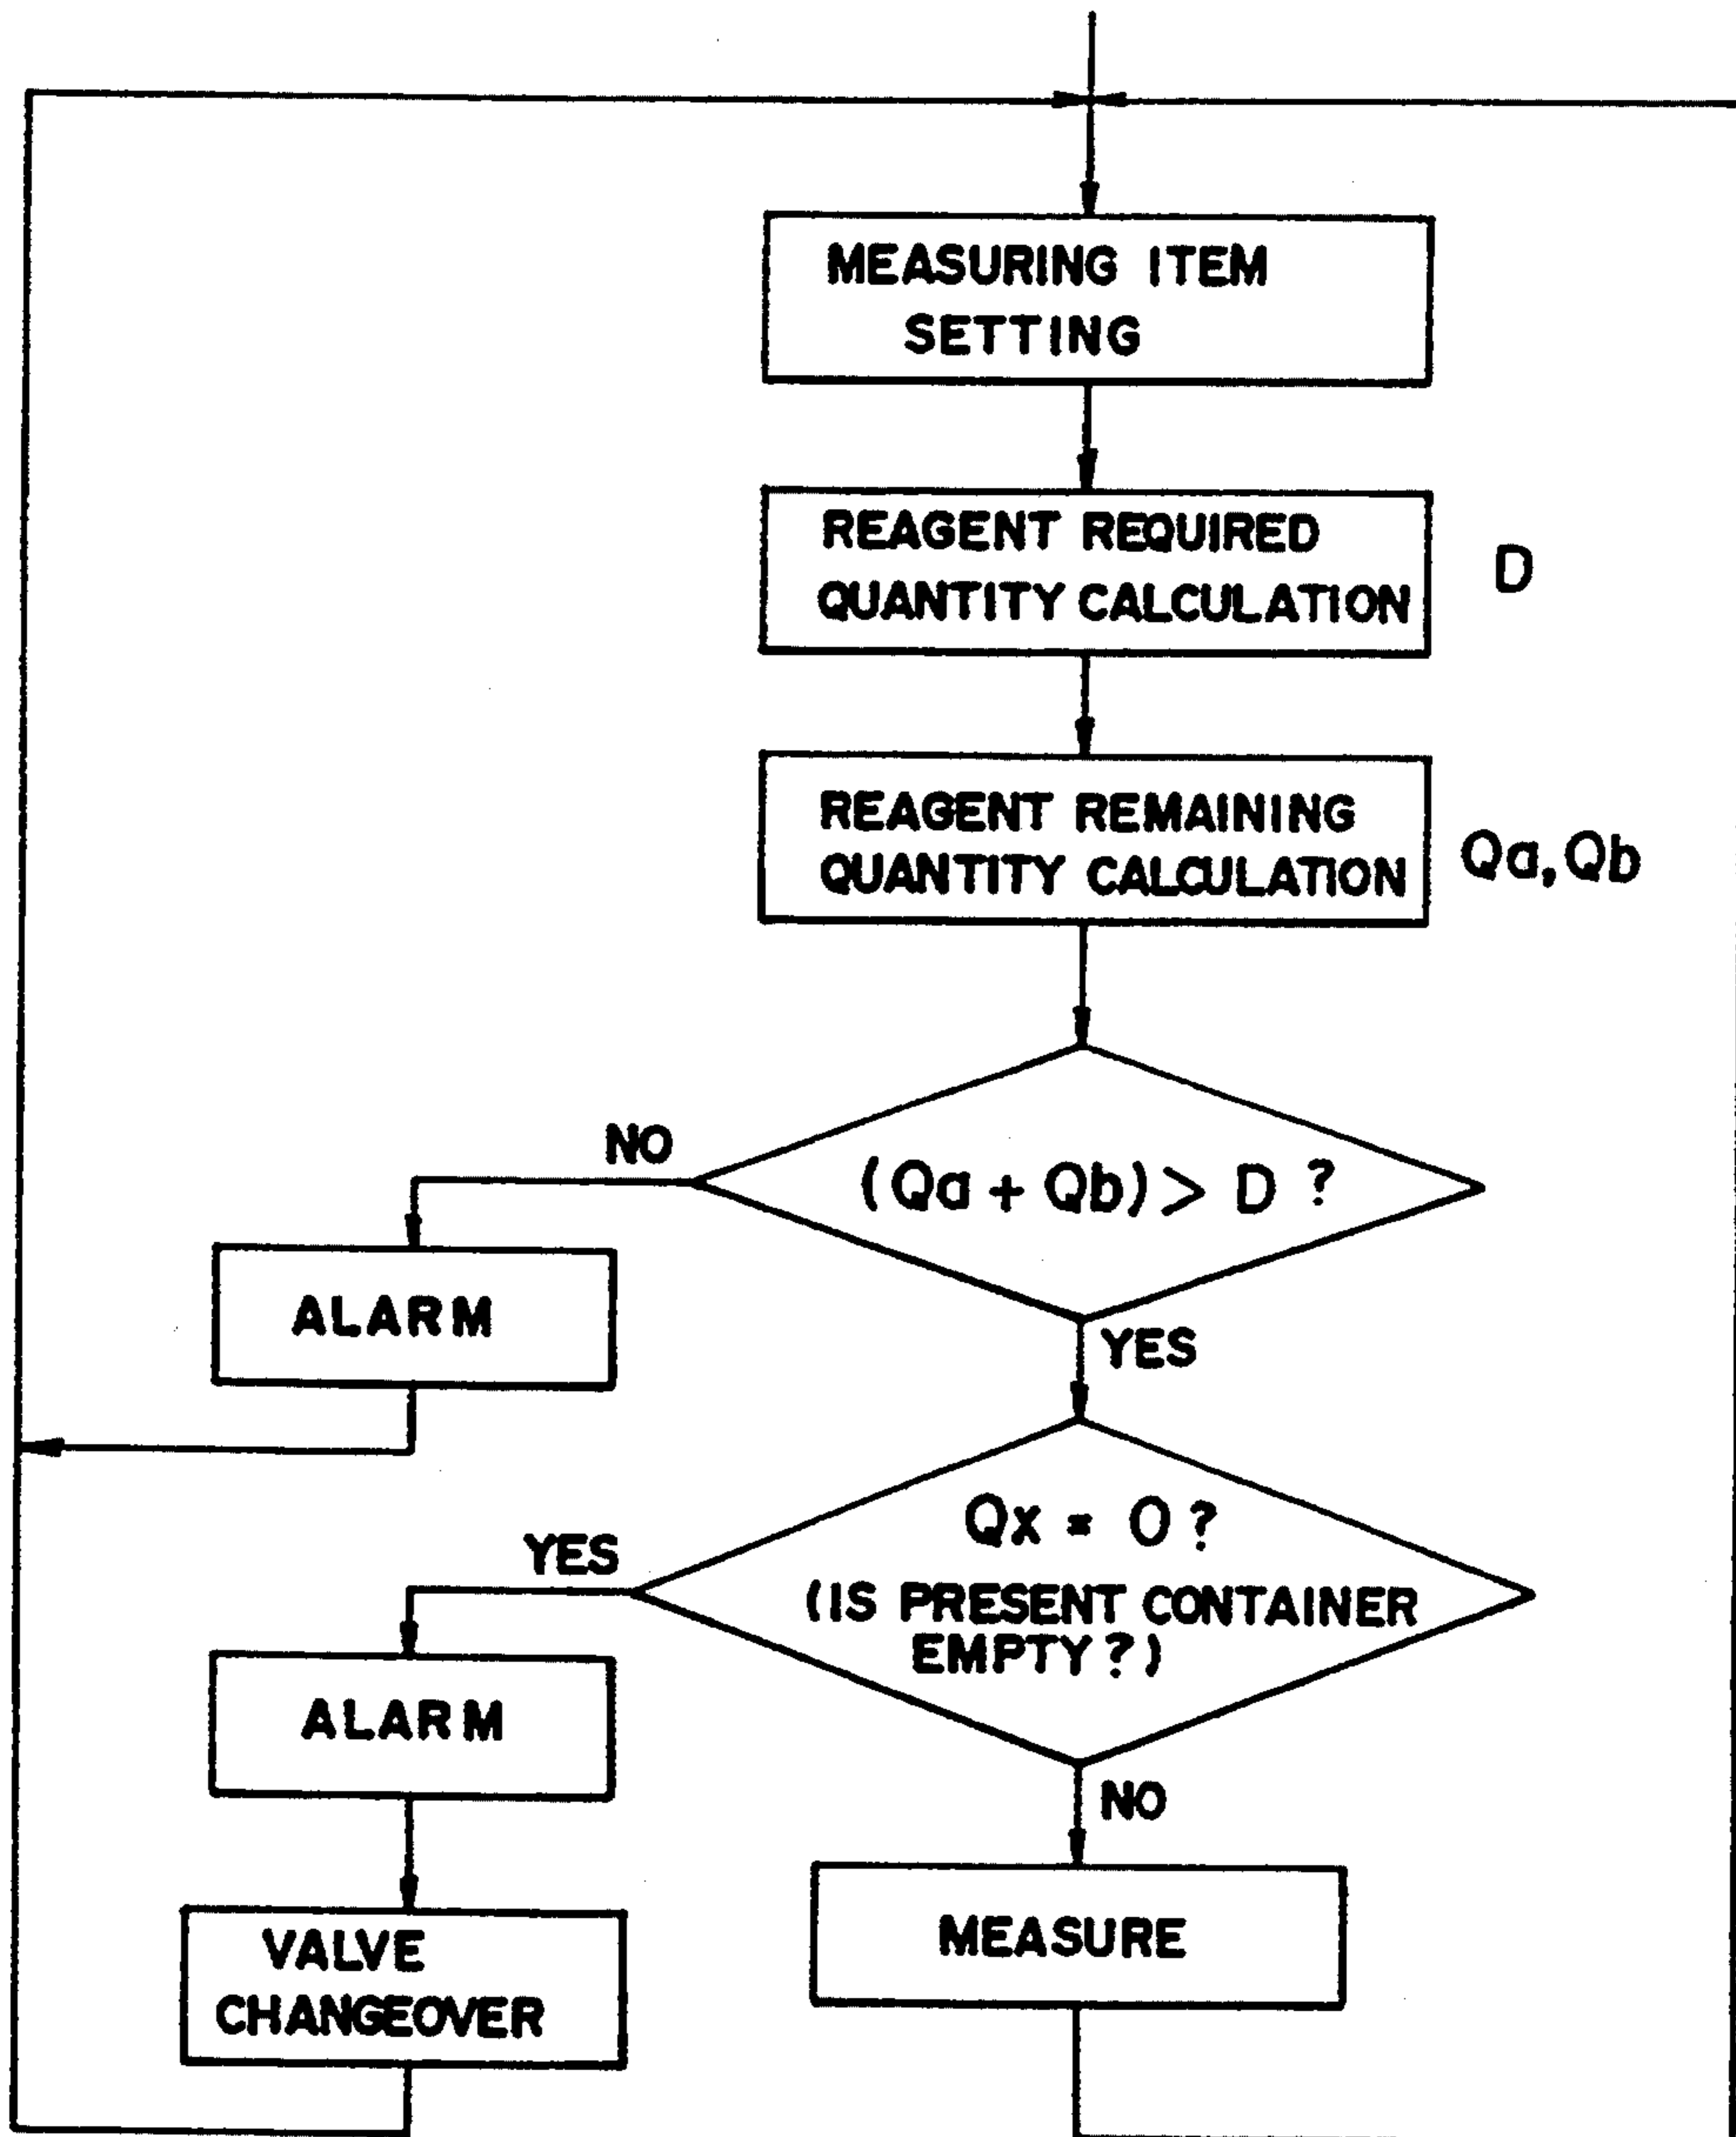 MEASURING ITEM
SETTING
REAGENT REQUIRED
QUANTITY CALCULATION
D
REAGENT REMAINING
QUANTITY CALCULATION
Qa, Qb
NO
(Qa + Qb) > D ?
ALARM
YES
Qx = 0 ?
YES
(IS PRESENT CONTAINER
EMPTY ?)
ALARM
NO
VALVE
CHANGEOVER
MEASURE